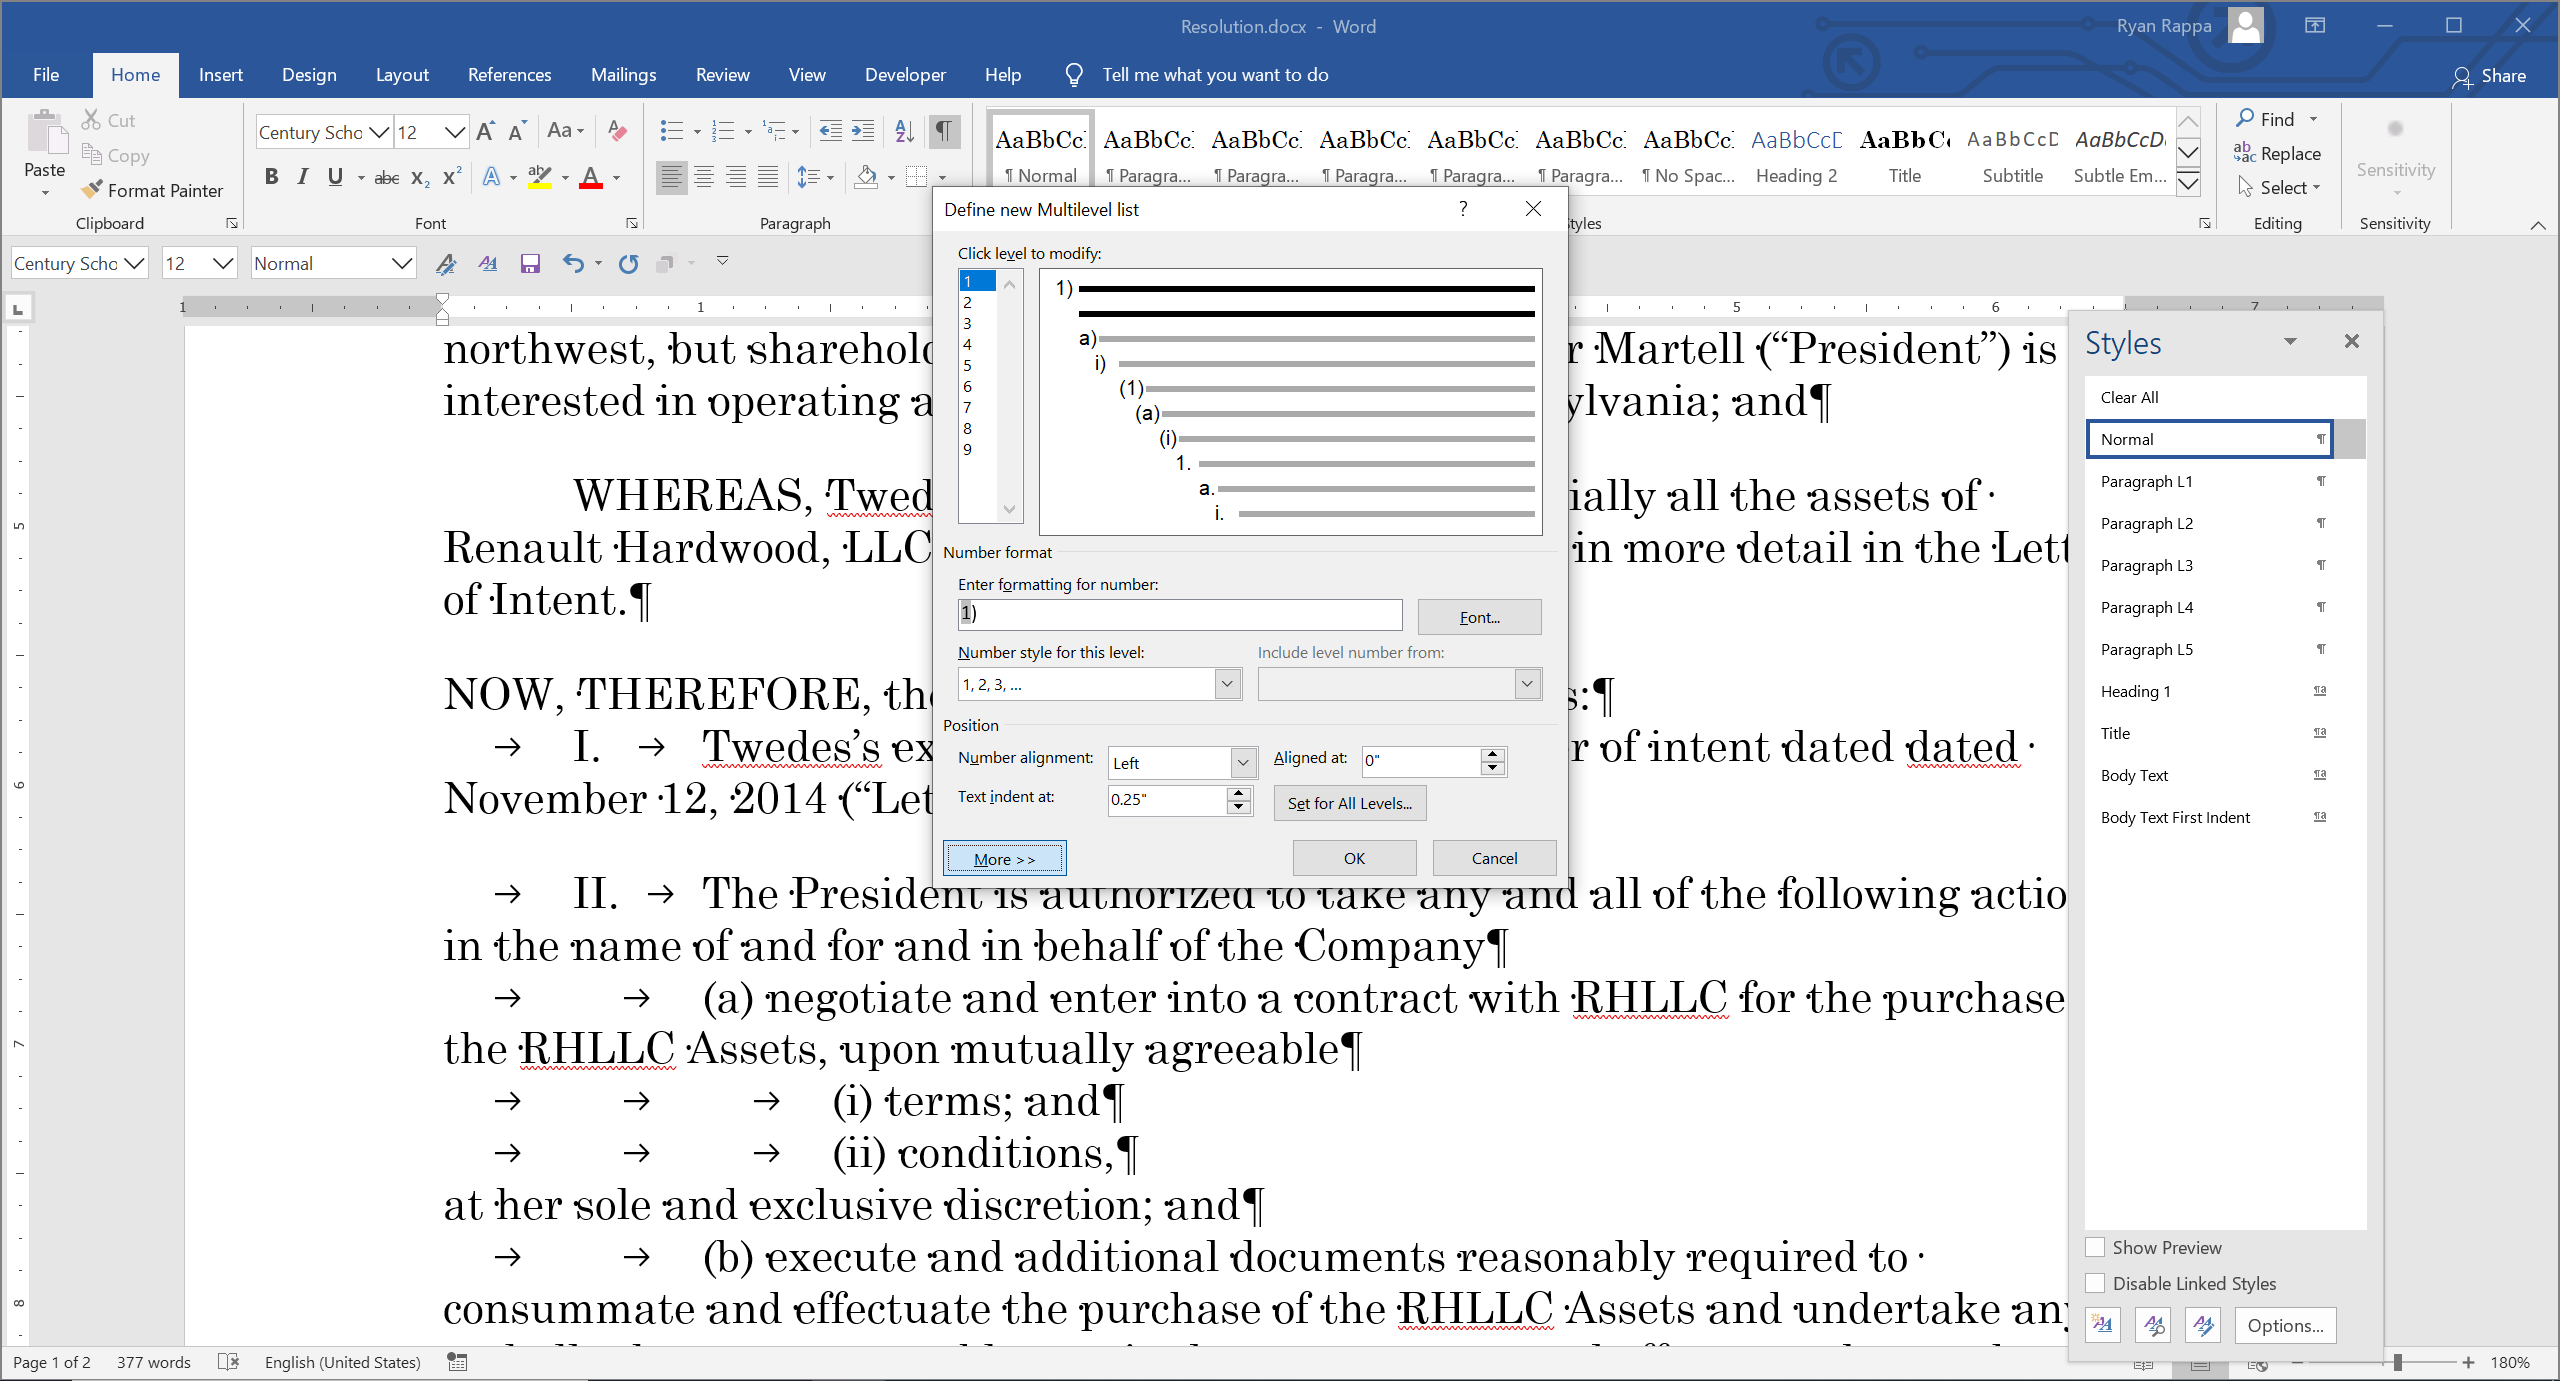 Resolution.docx - Word
Ryan Rappa
File Home Insert Design Layout References Mailings Review View Developer Help Tell me what you want to do Share
Paste
Cut
Copy
Format Painter
Clipboard
Century Scho 12
Font
Paragraph
AaBbCc. AaBbCc. AaBbCc. AaBbCc. AaBbCc. AaBbCc. AaBbCc. AaBbCc AaBbC AaBbCcD AaBbCcD
¶ Normal ¶ Paragra... ¶ Paragra... ¶ Paragra... ¶ Paragra... ¶ Paragra... ¶ No Spac... Heading 2 Title Subtitle Subtle Em...
tyles
Find
Replace
Select
Editing
Sensitivity
Sensitivity
Century Scho 12 Normal
Define new Multilevel list
Click level to modify:
1
2
3
4
5
6
7
8
9
1)
a)
i)
(1)
(a)
(i)
1.
a.
i.
Number format
Enter formatting for number:
1)
Font...
Number style for this level:
Include level number from:
1, 2, 3, ...
Position
Number alignment: Left Aligned at: 0"
Text indent at: 0.25" Set for All Levels...
More >> OK Cancel
1 1 5 6 7
northwest, but sharehol r Martell (“President”) is
interested in operating a ylvania; and¶
WHEREAS, Twed ially all the assets of
Renault Hardwood, LLC in more detail in the Lett
of Intent.¶
NOW, THEREFORE, the s:¶
I. Twedes’s ex r of intent dated dated
November 12, 2014 (“Let
II. The President is authorized to take any and all of the following actio
in the name of and for and in behalf of the Company¶
(a) negotiate and enter into a contract with RHLLC for the purchase
the RHLLC Assets, upon mutually agreeable¶
(i) terms; and¶
(ii) conditions,¶
at her sole and exclusive discretion; and¶
(b) execute and additional documents reasonably required to
consummate and effectuate the purchase of the RHLLC Assets and undertake any
5
6
7
8
Styles
Clear All
Normal
Paragraph L1
Paragraph L2
Paragraph L3
Paragraph L4
Paragraph L5
Heading 1
Title
Body Text
Body Text First Indent
Show Preview
Disable Linked Styles
Options...
Page 1 of 2 377 words English (United States) 180%